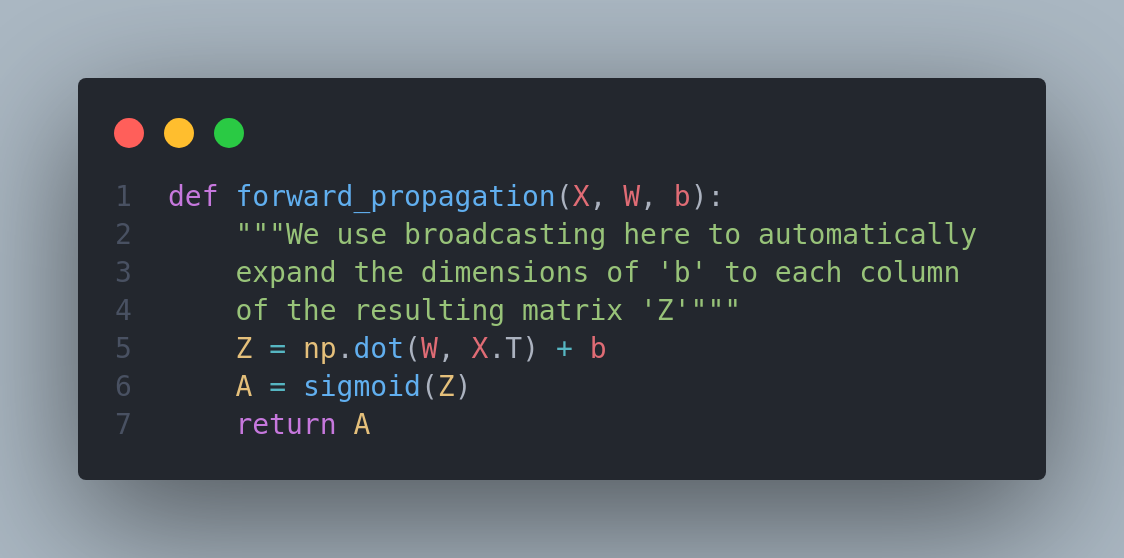 1 def forward_propagation(X, W, b):
2     """We use broadcasting here to automatically
3     expand the dimensions of 'b' to each column
4     of the resulting matrix 'Z'"""
5     Z = np.dot(W, X.T) + b
6     A = sigmoid(Z)
7     return A